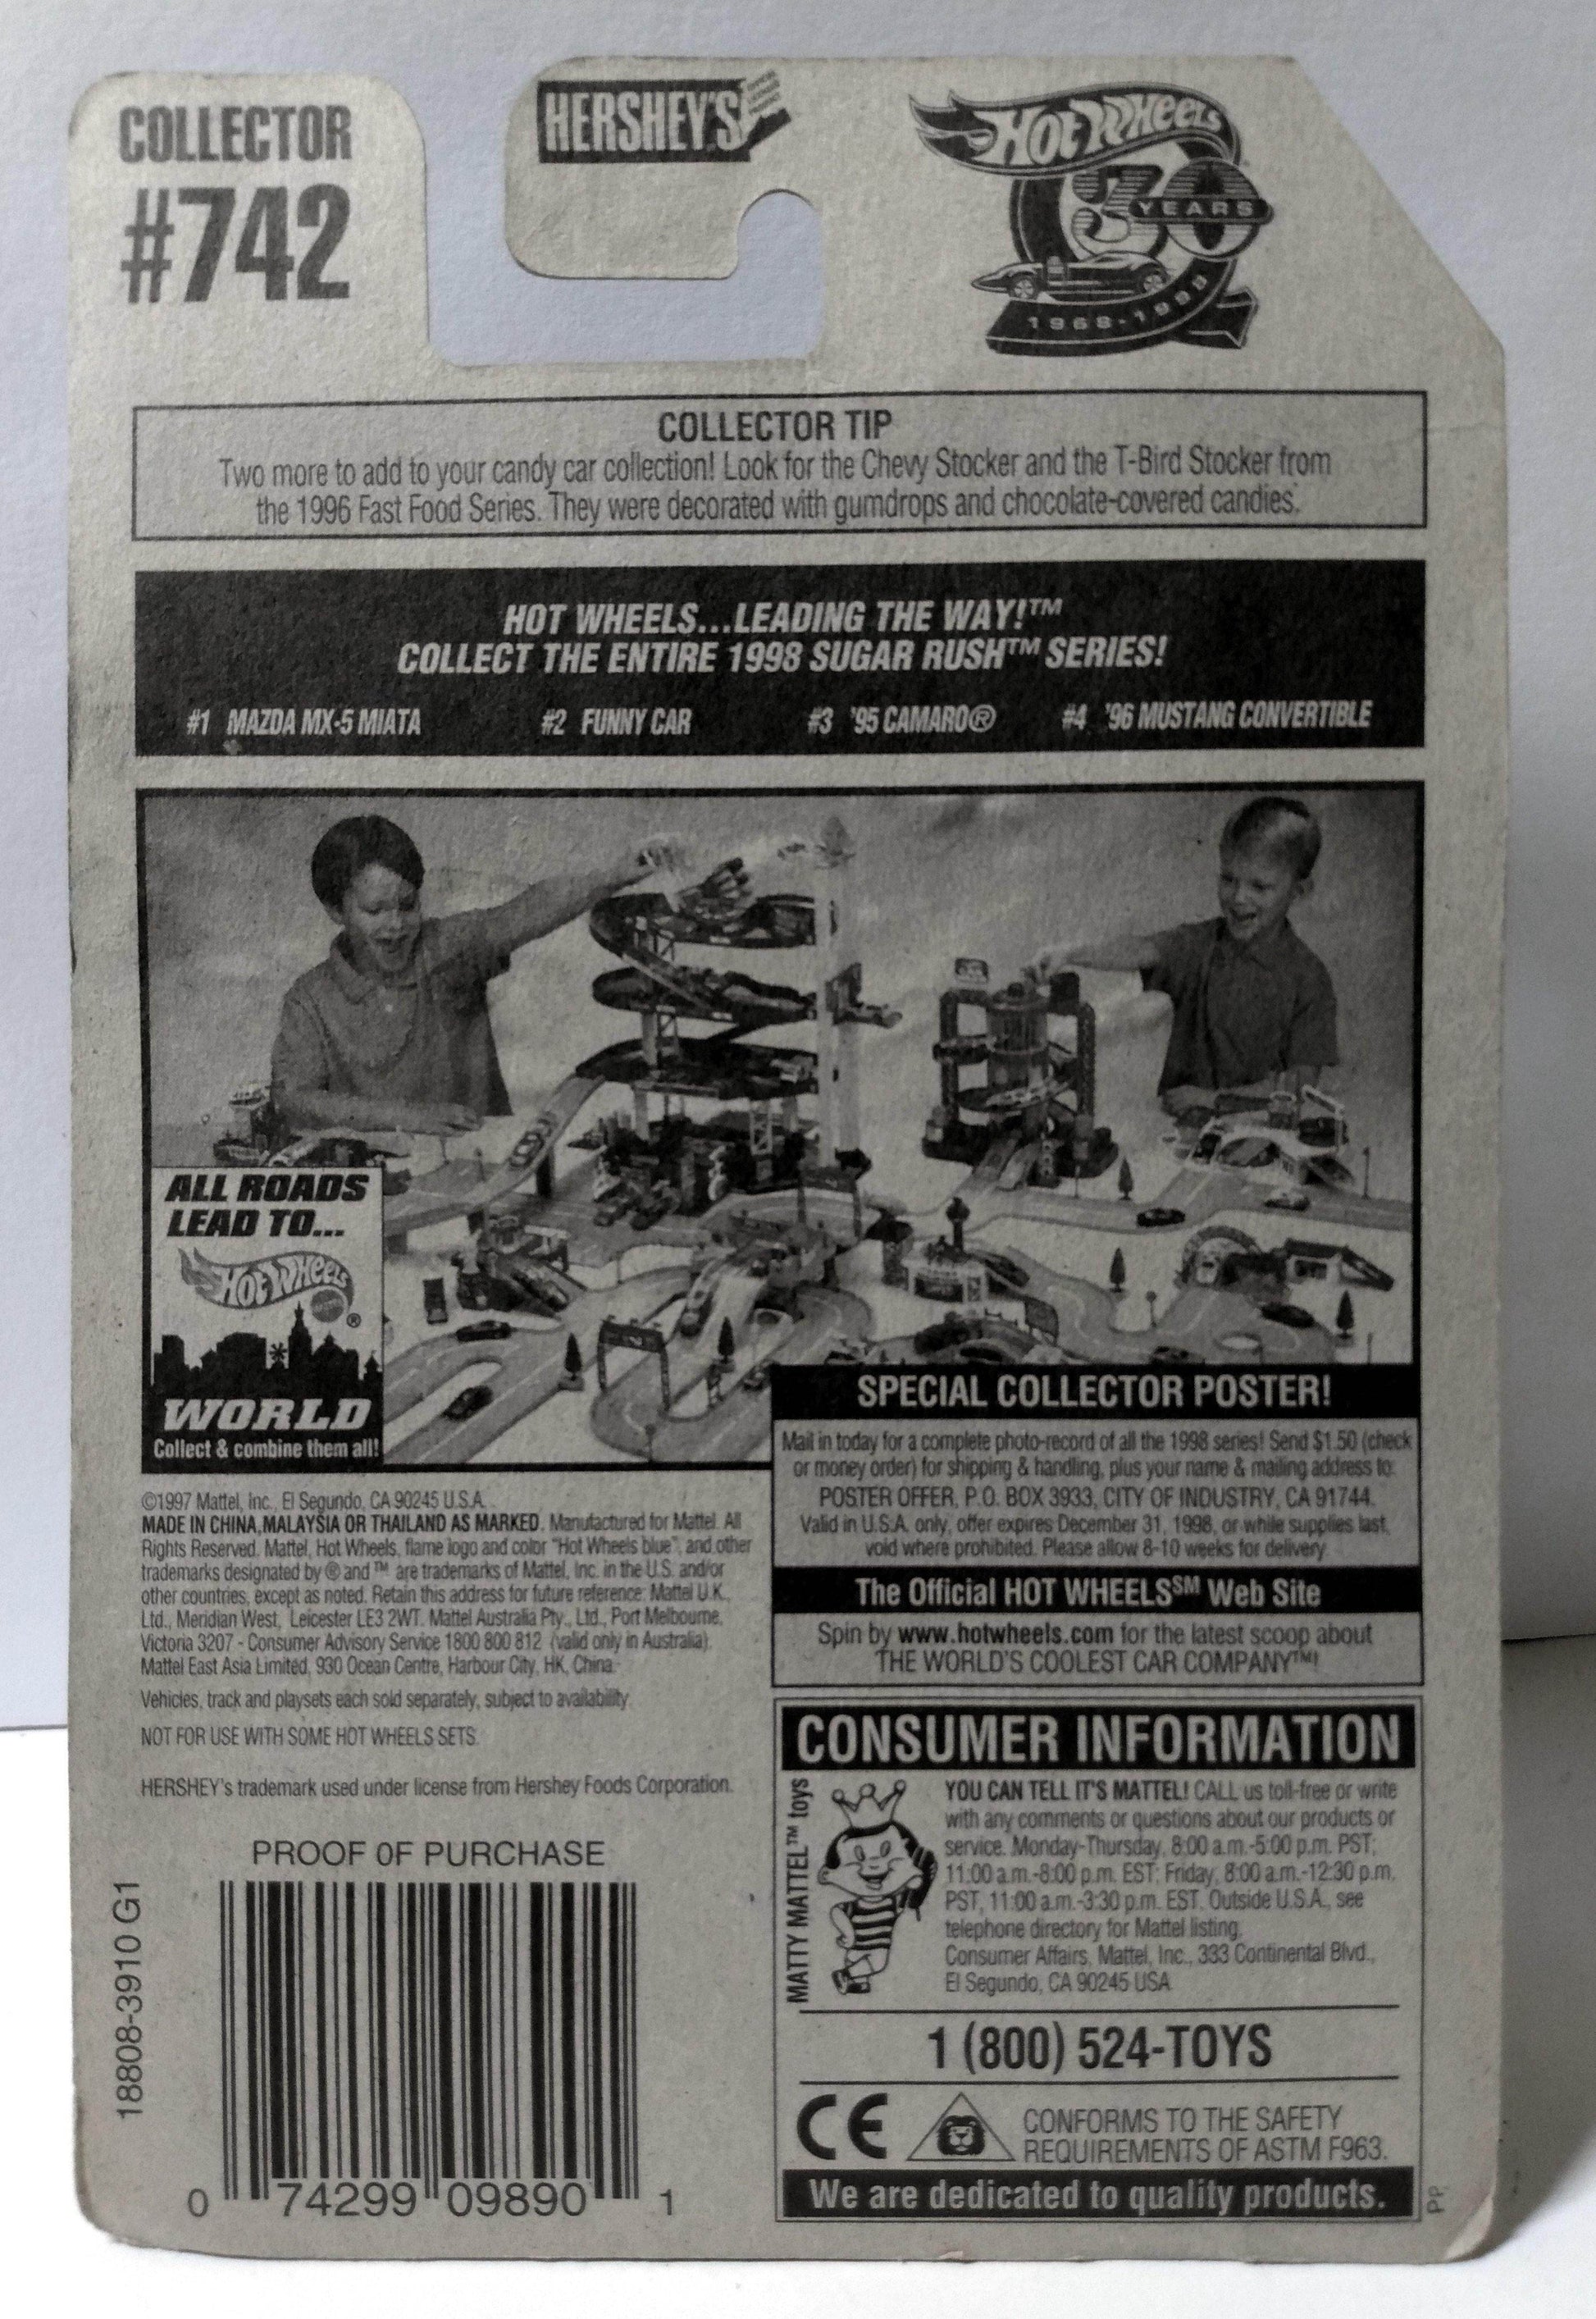 COLLECTOR
#742
HERSHEY'S
HOT WHEELS
30
YEARS
1968-1998
COLLECTOR TIP
Two more to add to your candy car collection! Look for the Chevy Stocker and the T-Bird Stocker from
the 1996 Fast Food Series. They were decorated with gumdrops and chocolate-covered candies.
HOT WHEELS...LEADING THE WAY!™
COLLECT THE ENTIRE 1998 SUGAR RUSH™ SERIES!
#1 MAZDA MX-5 MIATA #2 FUNNY CAR #3 '95 CAMARO® #4 '96 MUSTANG CONVERTIBLE
ALL ROADS
LEAD TO...
HOT WHEELS
®
WORLD
Collect & combine them all!
SPECIAL COLLECTOR POSTER!
Mail in today for a complete photo-record of all the 1998 series! Send $1.50 (check
or money order) for shipping & handling, plus your name & mailing address to:
POSTER OFFER, P.O. BOX 3933, CITY OF INDUSTRY, CA 91744.
Valid in U.S.A. only, offer expires December 31, 1998, or while supplies last,
void where prohibited. Please allow 8-10 weeks for delivery.
The Official HOT WHEELS℠ Web Site
Spin by www.hotwheels.com for the latest scoop about
THE WORLD'S COOLEST CAR COMPANY™!
©1997 Mattel, Inc., El Segundo, CA 90245 U.S.A.
MADE IN CHINA, MALAYSIA OR THAILAND AS MARKED. Manufactured for Mattel. All
Rights Reserved. Mattel, Hot Wheels, flame logo and color "Hot Wheels blue", and other
trademarks designated by ® and ™ are trademarks of Mattel, Inc. in the U.S. and/or
other countries, except as noted. Retain this address for future reference: Mattel U.K.,
Ltd., Meridian West, Leicester LE3 2WT. Mattel Australia Pty., Ltd., Port Melbourne,
Victoria 3207 - Consumer Advisory Service 1800 800 812 (valid only in Australia).
Mattel East Asia Limited, 930 Ocean Centre, Harbour City, HK, China.
Vehicles, track and playsets each sold separately, subject to availability.
NOT FOR USE WITH SOME HOT WHEELS SETS.
HERSHEY's trademark used under license from Hershey Foods Corporation.
PROOF OF PURCHASE
18808-3910 G1
0 74299 09890 1
CONSUMER INFORMATION
MATTY MATTEL™ toys
YOU CAN TELL IT'S MATTEL! CALL us toll-free or write
with any comments or questions about our products or
service. Monday-Thursday, 8:00 a.m.-5:00 p.m. PST;
11:00 a.m.-8:00 p.m. EST; Friday, 8:00 a.m.-12:30 p.m.
PST, 11:00 a.m.-3:30 p.m. EST. Outside U.S.A., see
telephone directory for Mattel listing.
Consumer Affairs, Mattel, Inc., 333 Continental Blvd.,
El Segundo, CA 90245 USA
1 (800) 524-TOYS
CE
CONFORMS TO THE SAFETY
REQUIREMENTS OF ASTM F963.
We are dedicated to quality products.
PP